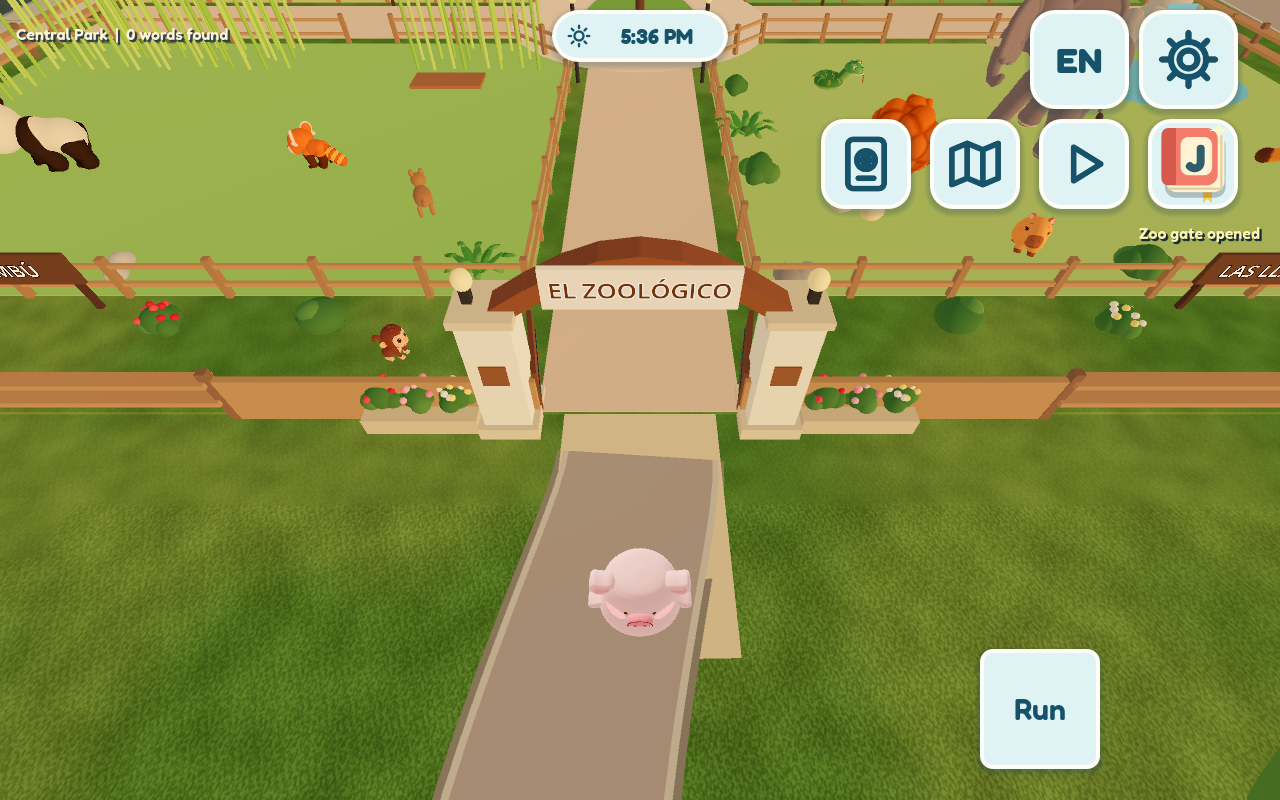 Central Park | 0 words found
5:36 PM
EN
J
Zoo gate opened
EL ZOOLÓGICO
Run